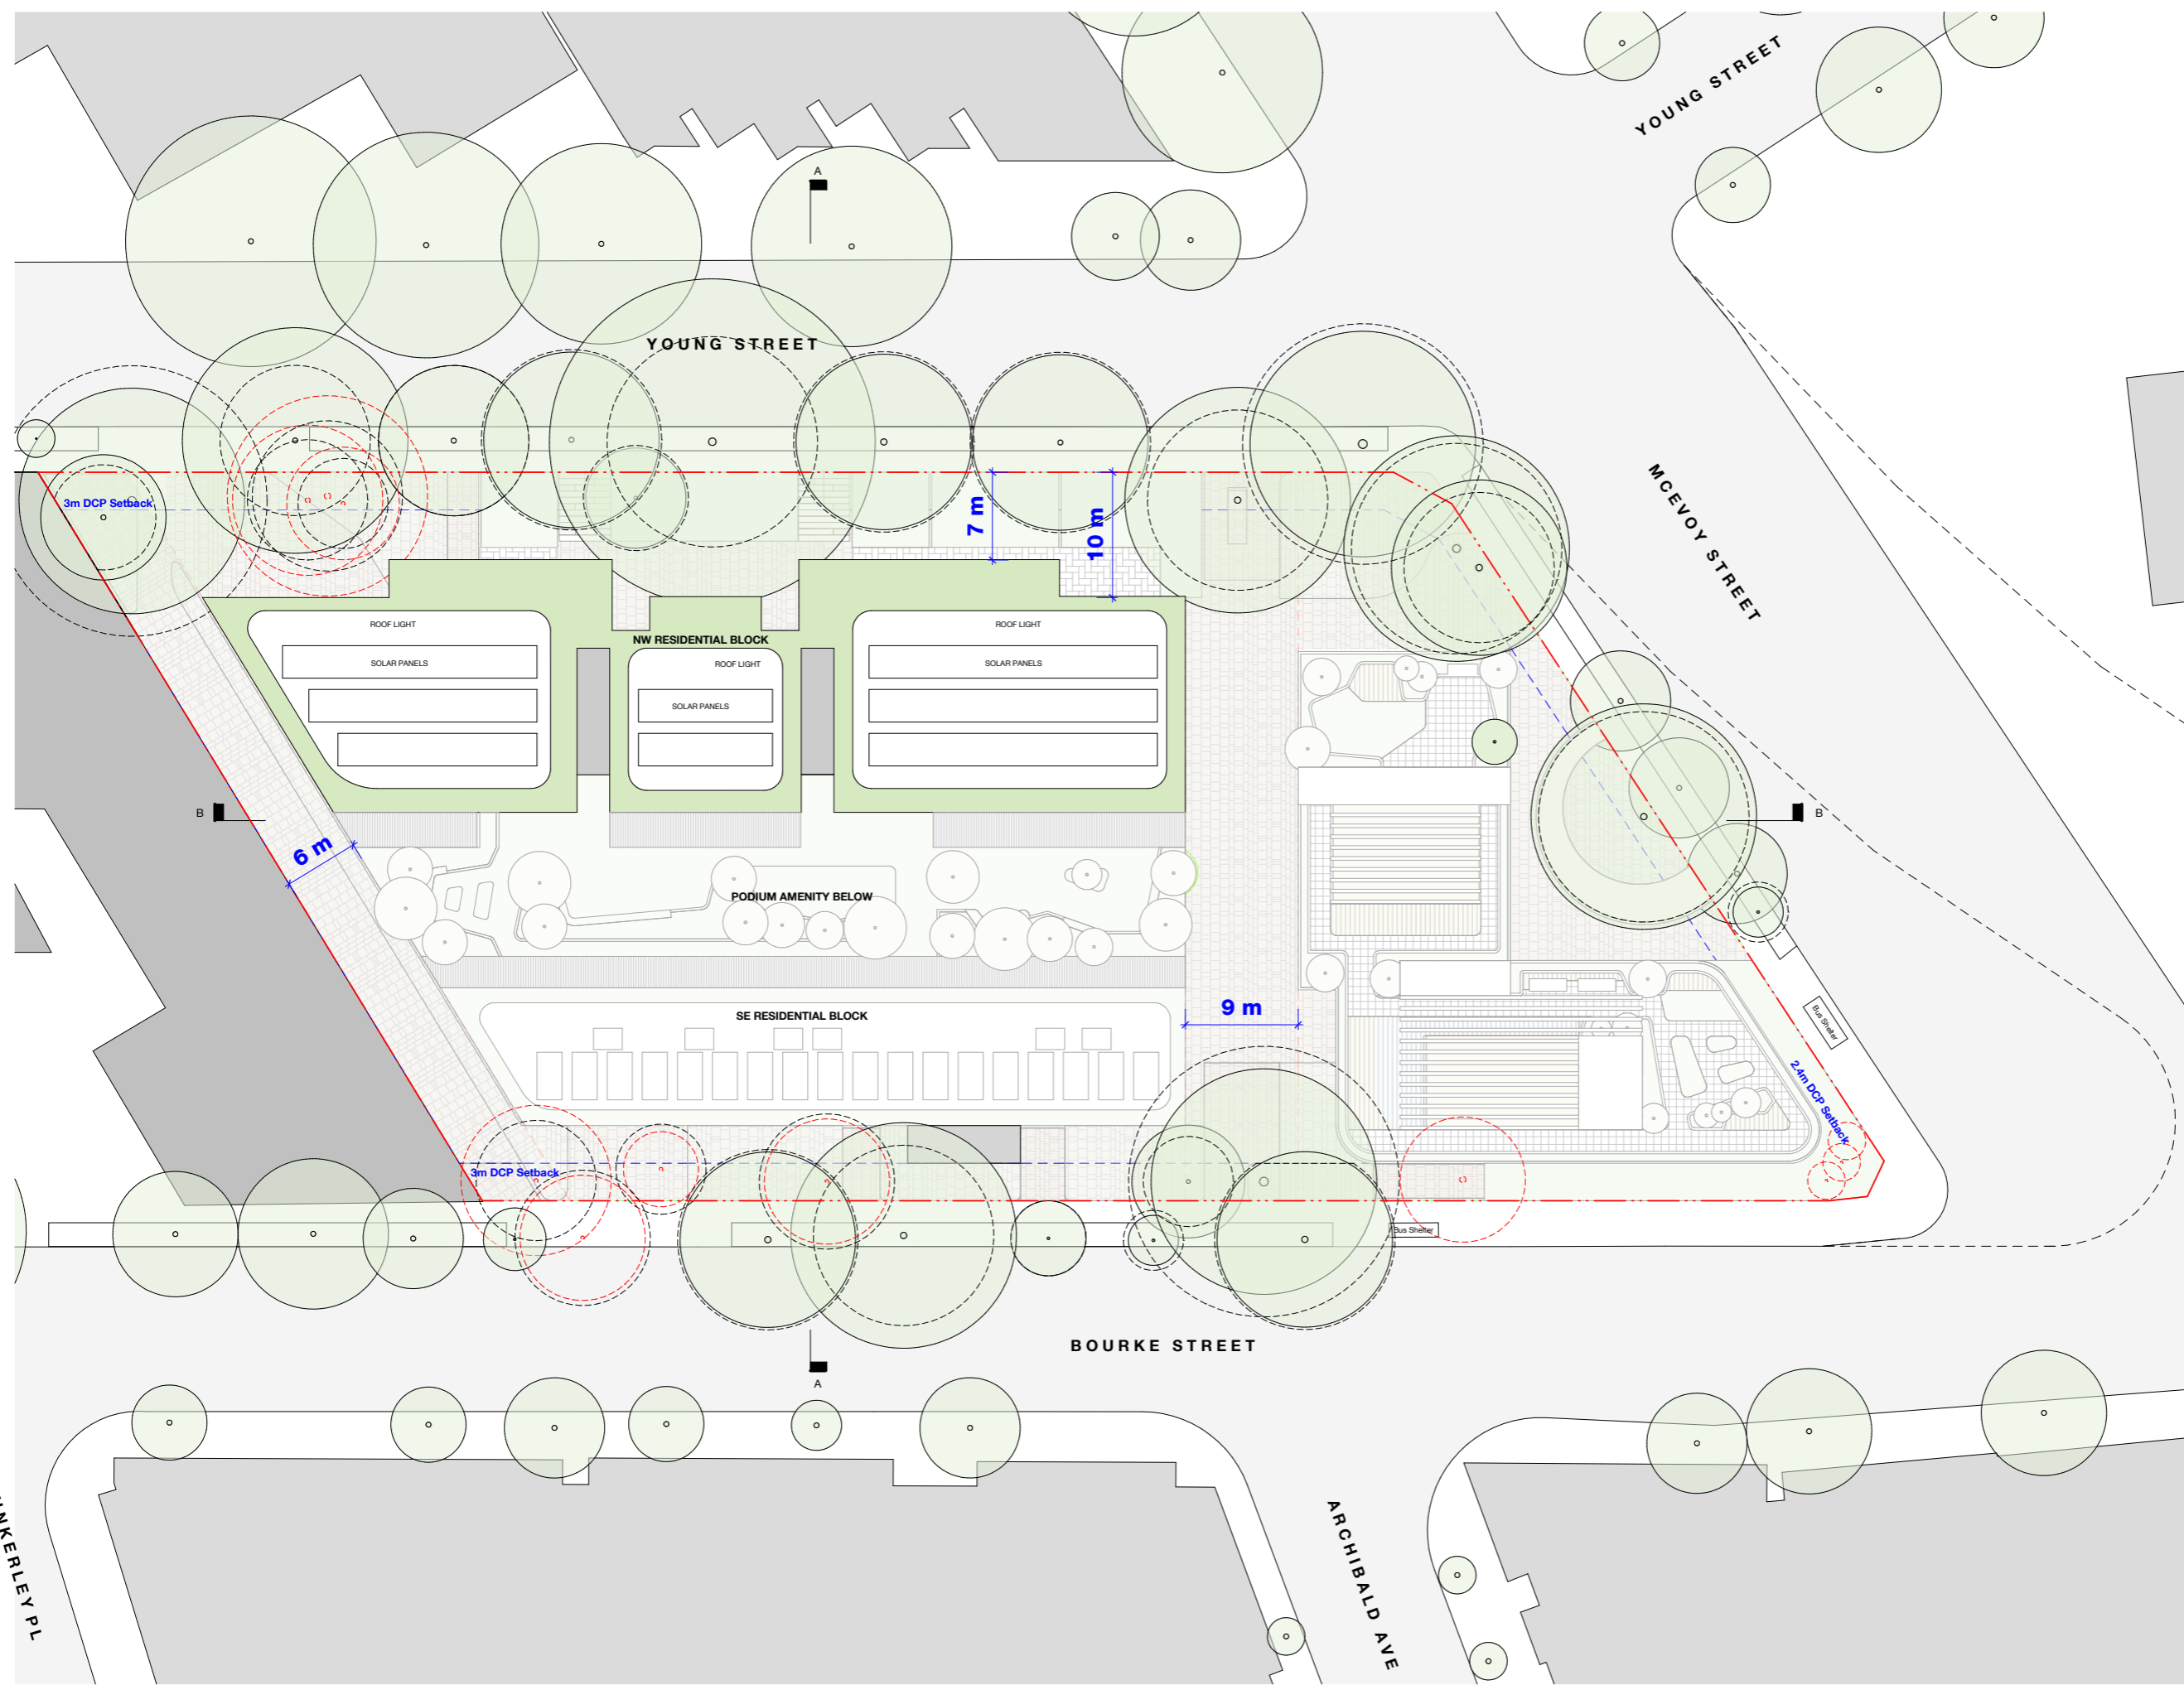 YOUNG STREET
A
YOUNG STREET
MCEVOY STREET
3m DCP Setback
7 m
10 m
ROOF LIGHT
SOLAR PANELS
NW RESIDENTIAL BLOCK
ROOF LIGHT
SOLAR PANELS
ROOF LIGHT
SOLAR PANELS
B
B
6 m
PODIUM AMENITY BELOW
9 m
SE RESIDENTIAL BLOCK
Bus Shelter
2.4m DCP Setback
3m DCP Setback
Bus Shelter
BOURKE STREET
A
NKERLEY PL
ARCHIBALD AVE